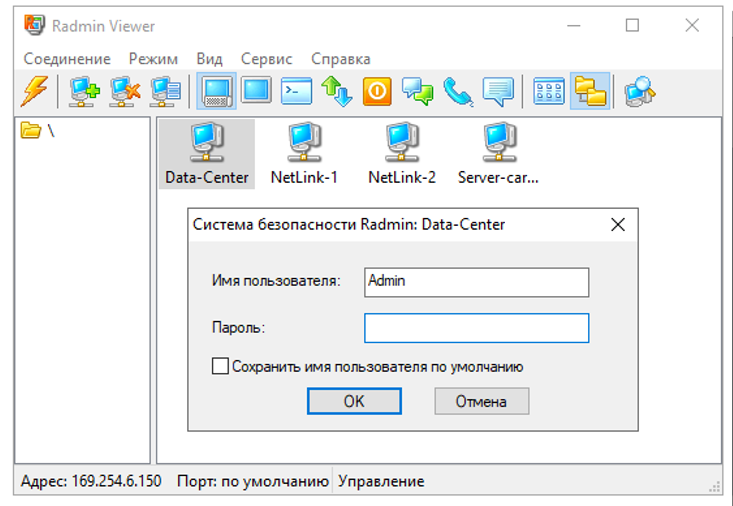 Radmin Viewer
Соединение Режим Вид Сервис Справка
\
Data-Center NetLink-1 NetLink-2 Server-car...
Система безопасности Radmin: Data-Center
Имя пользователя: Admin
Пароль:
Сохранить имя пользователя по умолчанию
OK Отмена
Адрес: 169.254.6.150 Порт: по умолчанию Управление